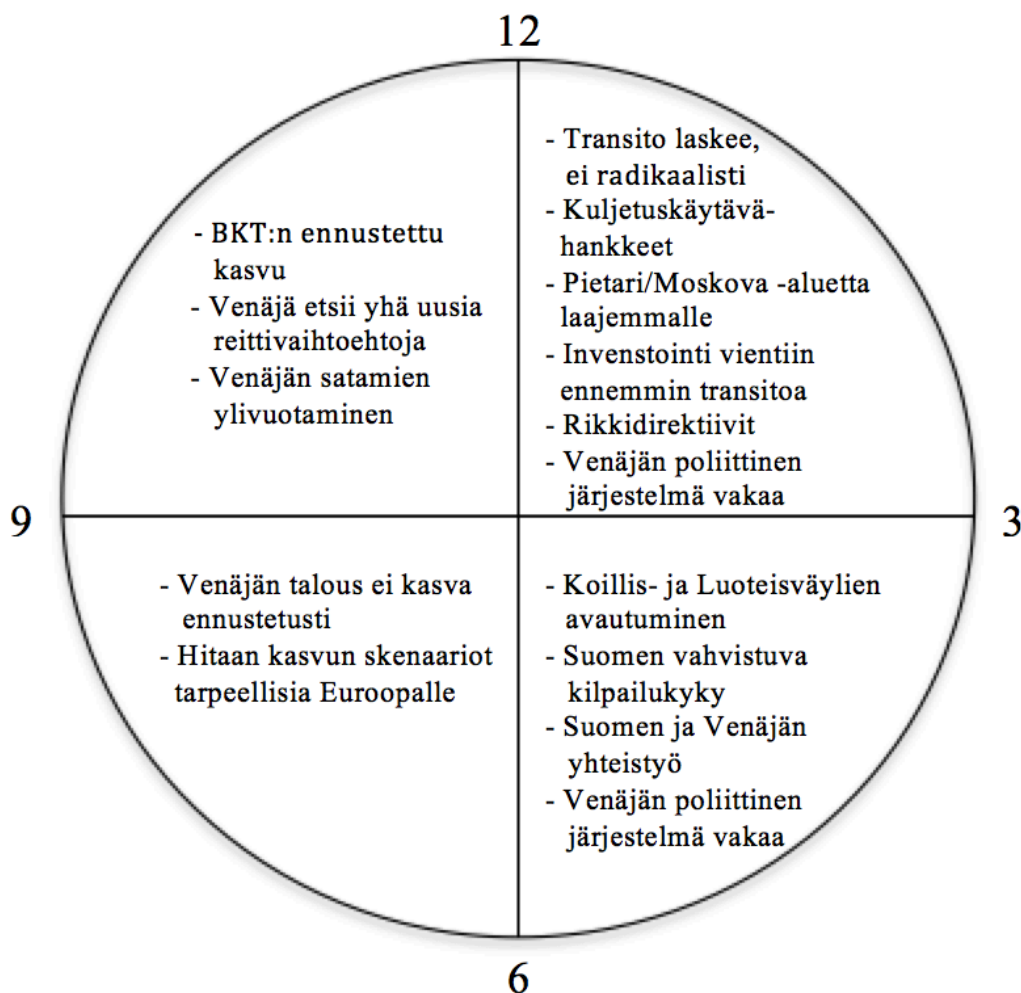 12
- BKT:n ennustettu
kasvu
- Venäjä etsii yhä uusia
reittivaihtoehtoja
- Venäjän satamien
ylivuotaminen
- Transito laskee,
ei radikaalisti
- Kuljetuskäytävä-
hankkeet
- Pietari/Moskova -aluetta
laajemmalle
- Invenstointi vientiin
ennemmin transitoa
- Rikkidirektiivit
- Venäjän poliittinen
järjestelmä vakaa
9
3
- Venäjän talous ei kasva
ennustetusti
- Hitaan kasvun skenaariot
tarpeellisia Euroopalle
- Koillis- ja Luoteisväylien
avautuminen
- Suomen vahvistuva
kilpailukyky
- Suomen ja Venäjän
yhteistyö
- Venäjän poliittinen
järjestelmä vakaa
6